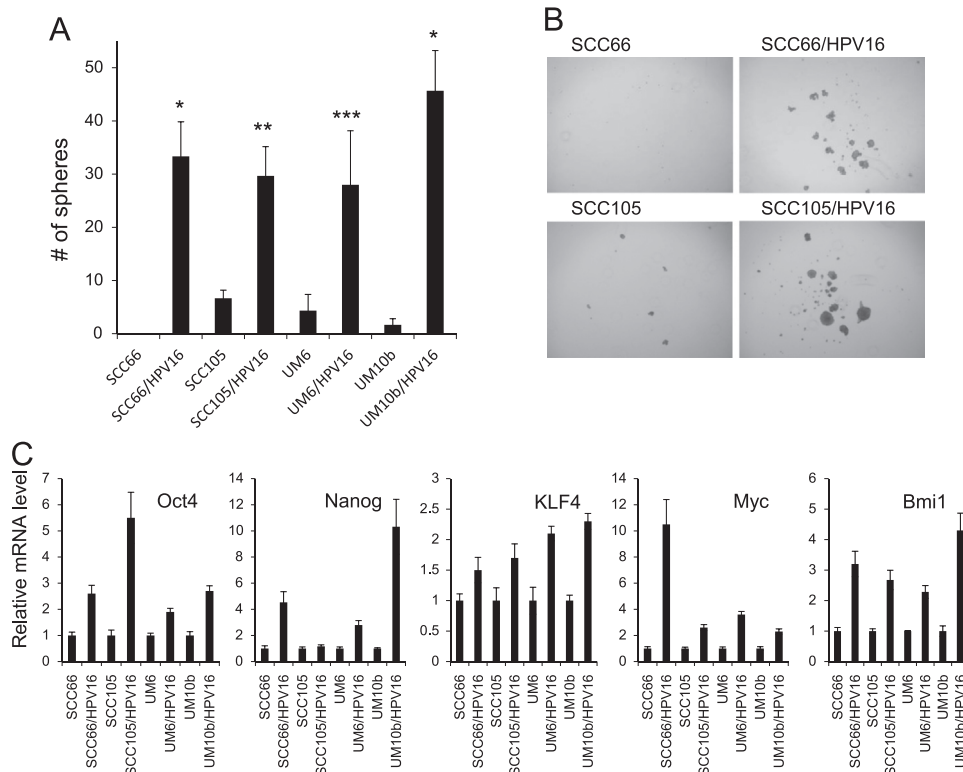 A
# of spheres
50
40
30
20
10
0
*
**
***
*
SCC66
SCC66/HPV16
SCC105
SCC105/HPV16
UM6
UM6/HPV16
UM10b
UM10b/HPV16
B
SCC66
SCC66/HPV16
SCC105
SCC105/HPV16
C
Relative mRNA level
Oct4
7
6
5
4
3
2
1
0
SCC66
SCC66/HPV16
SCC105
SCC105/HPV16
UM6
UM6/HPV16
UM10b
UM10b/HPV16
Nanog
14
12
10
8
6
4
2
0
SCC66
SCC66/HPV16
SCC105
SCC105/HPV16
UM6
UM6/HPV16
UM10b
UM10b/HPV16
KLF4
3
2.5
2
1.5
1
0.5
0
SCC66
SCC66/HPV16
SCC105
SCC105/HPV16
UM6
UM6/HPV16
UM10b
UM10b/HPV16
Myc
14
12
10
8
6
4
2
0
SCC66
SCC66/HPV16
SCC105
SCC105/HPV16
UM6
UM6/HPV16
UM10b
UM10b/HPV16
Bmi1
6
5
4
3
2
1
0
SCC66
SCC66/HPV16
SCC105
SCC105/HPV16
UM6
UM6/HPV16
UM10b
UM10b/HPV16